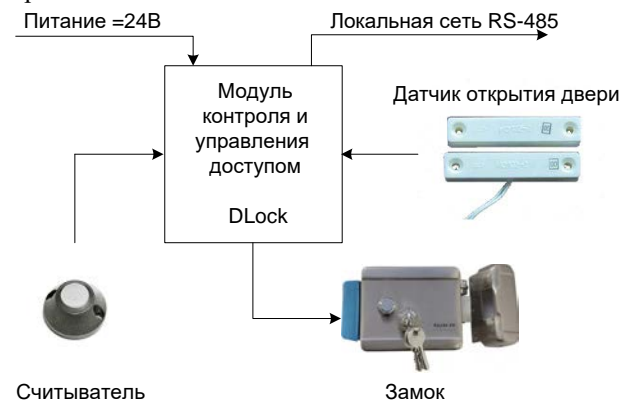 Питание =24В
Локальная сеть RS-485
Модуль
контроля и
управления
доступом
DLock
Датчик открытия двери
Считыватель
Замок